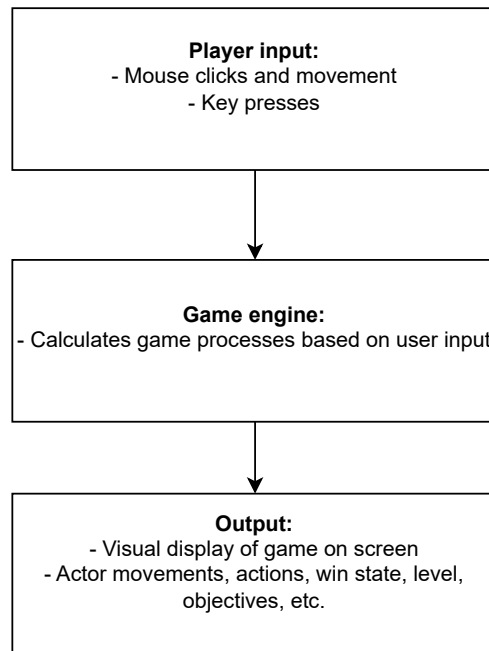 Player input:
- Mouse clicks and movement
- Key presses
Game engine:
- Calculates game processes based on user input
Output:
- Visual display of game on screen
- Actor movements, actions, win state, level,
objectives, etc.